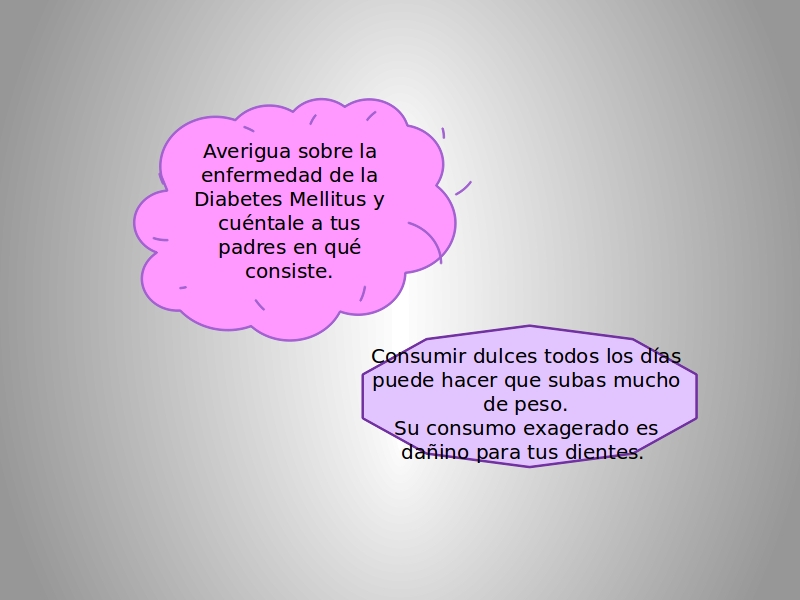 Averigua sobre la
enfermedad de la
Diabetes Mellitus y
cuéntale a tus
padres en qué
consiste.
Consumir dulces todos los días
puede hacer que subas mucho
de peso.
Su consumo exagerado es
dañino para tus dientes.